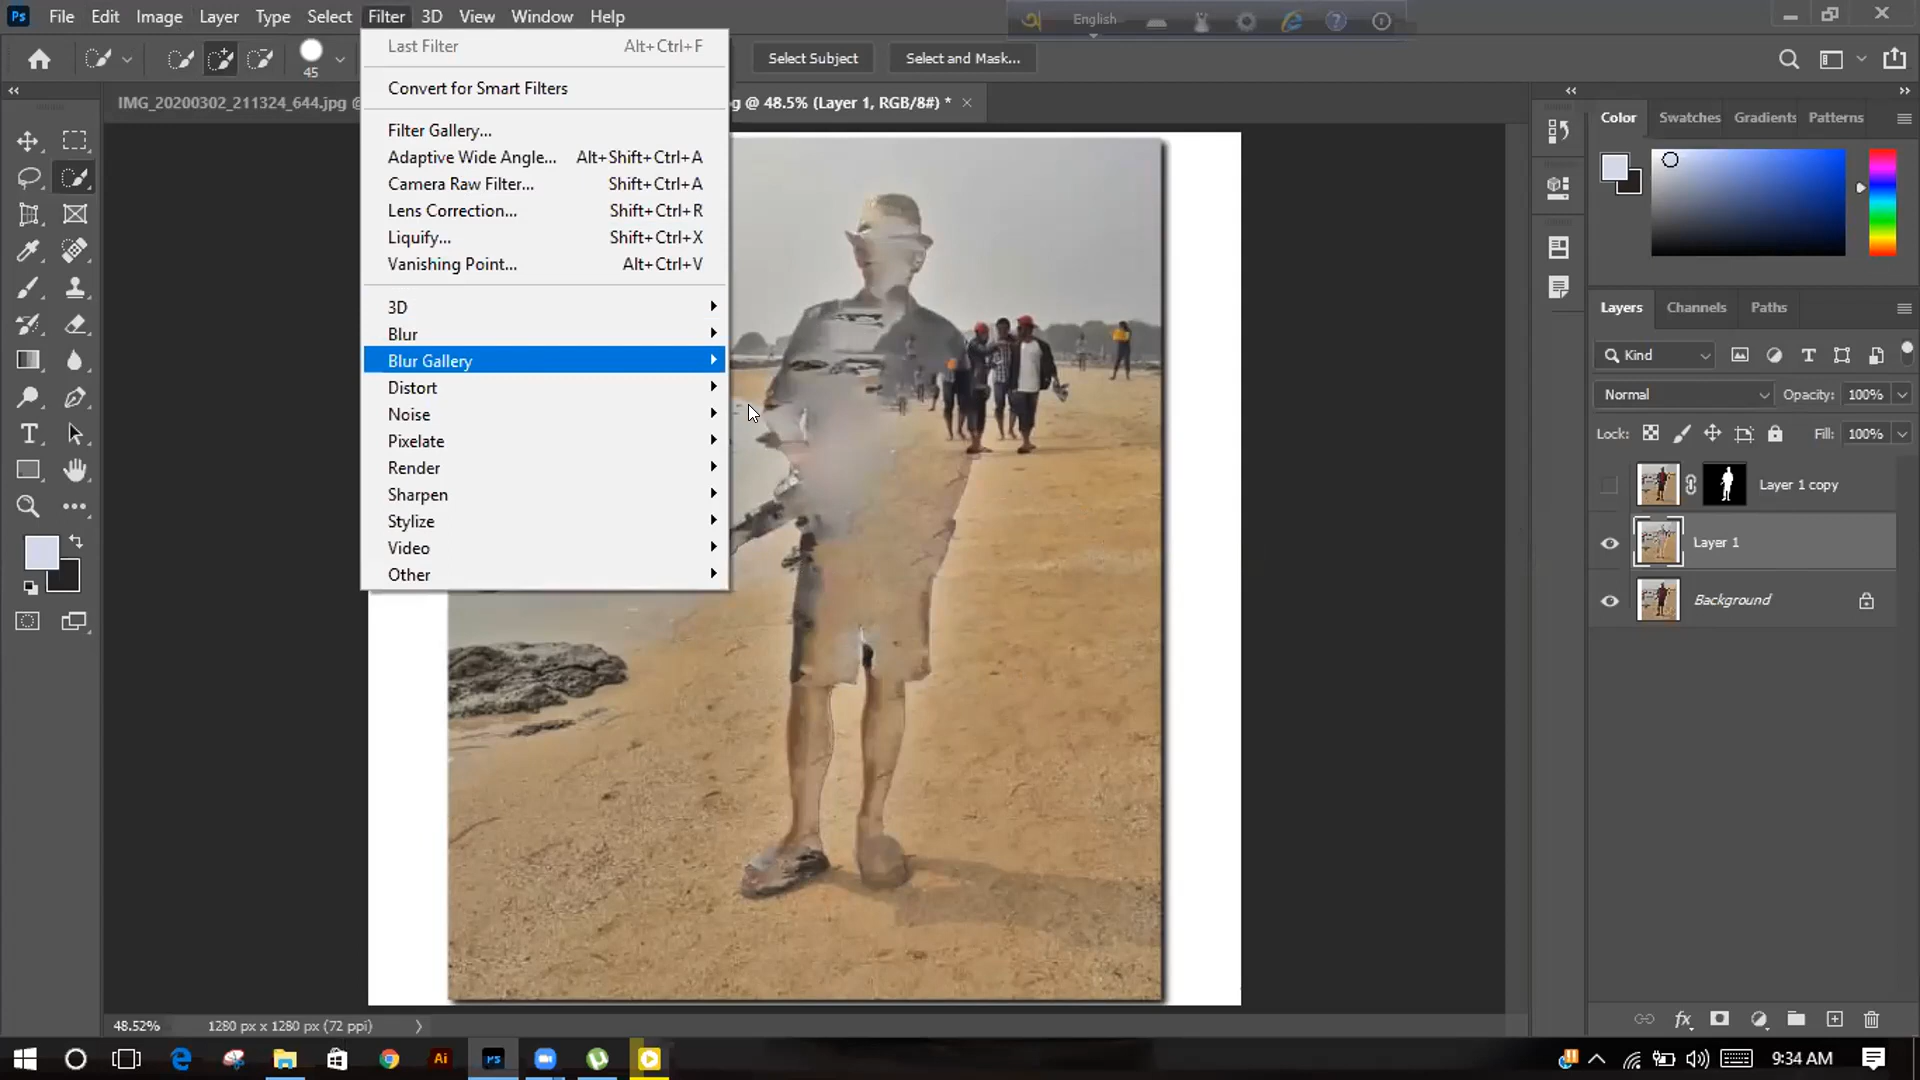 Ps File Edit Image Layer Type Select Filter 3D View Window Help
English
45
Select Subject Select and Mask...
IMG_20200302_211324_644.jpg @
g @ 48.5% (Layer 1, RGB/8#) *
Last Filter Alt+Ctrl+F
Convert for Smart Filters
Filter Gallery...
Adaptive Wide Angle... Alt+Shift+Ctrl+A
Camera Raw Filter... Shift+Ctrl+A
Lens Correction... Shift+Ctrl+R
Liquify... Shift+Ctrl+X
Vanishing Point... Alt+Ctrl+V
3D
Blur
Blur Gallery
Distort
Noise
Pixelate
Render
Sharpen
Stylize
Video
Other
Color Swatches Gradients Patterns
Layers Channels Paths
Kind
Normal Opacity: 100%
Lock: Fill: 100%
Layer 1 copy
Layer 1
Background
fx
48.52% 1280 px x 1280 px (72 ppi)
Ai Ps 9:34 AM